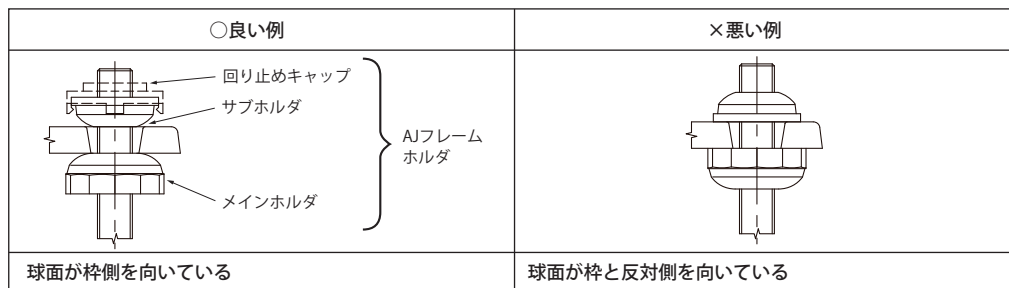 ○良い例
×悪い例
回り止めキャップ
サブホルダ
AJフレーム
ホルダ
メインホルダ
球面が枠側を向いている
球面が枠と反対側を向いている